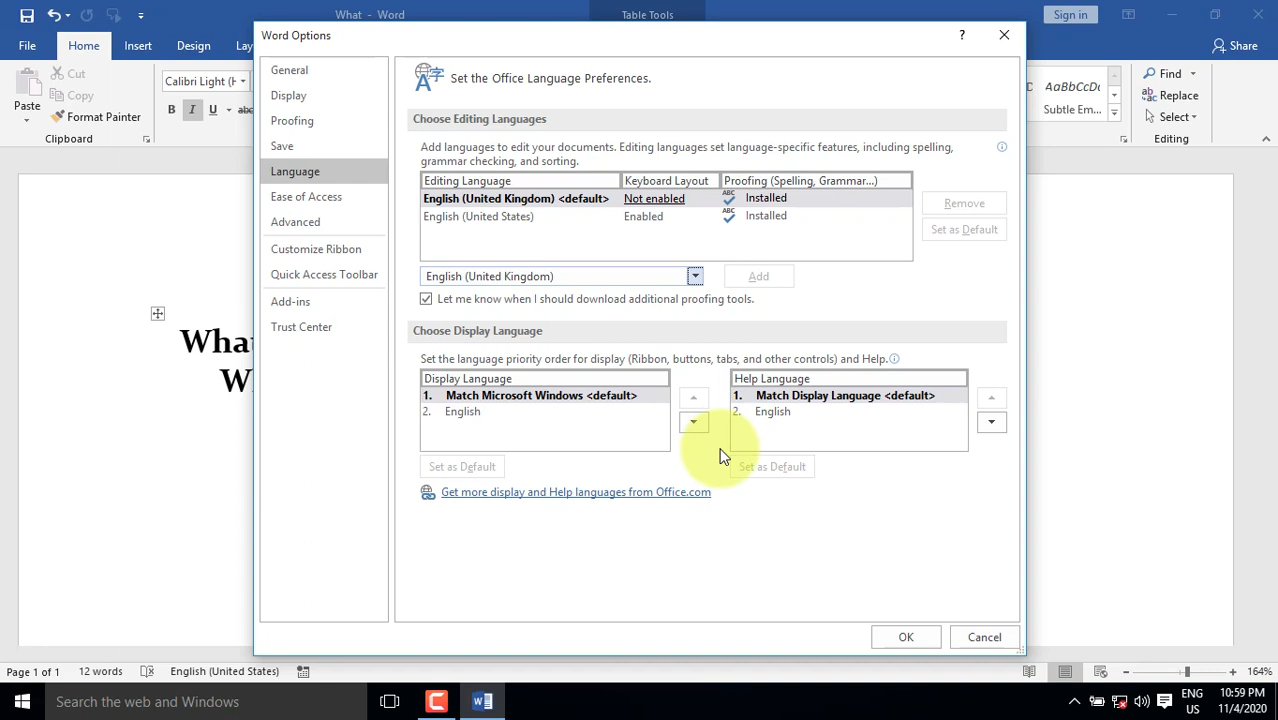 What - Word
Table Tools
Sign in
File
Home
Insert
Design
Share
Word Options
Paste
Cut
Copy
Format Painter
Clipboard
Calibri Light (H
B I U abc
General
Display
Proofing
Save
Language
Ease of Access
Advanced
Customize Ribbon
Quick Access Toolbar
Add-ins
Trust Center
Set the Office Language Preferences.
Choose Editing Languages
Add languages to edit your documents. Editing languages set language-specific features, including spelling,
grammar checking, and sorting.
Editing Language Keyboard Layout Proofing (Spelling, Grammar...)
English (United Kingdom) <default> Not enabled Installed
English (United States) Enabled Installed
Remove
Set as Default
English (United Kingdom)
Add
Let me know when I should download additional proofing tools.
Choose Display Language
Set the language priority order for display (Ribbon, buttons, tabs, and other controls) and Help.
Display Language
1. Match Microsoft Windows <default>
2. English
Set as Default
Help Language
1. Match Display Language <default>
2. English
Set as Default
Get more display and Help languages from Office.com
OK
Cancel
AaBbCcDc
Subtle Em...
Find
Replace
Select
Editing
Page 1 of 1
12 words
English (United States)
164%
Search the web and Windows
ENG
US
10:59 PM
11/4/2020